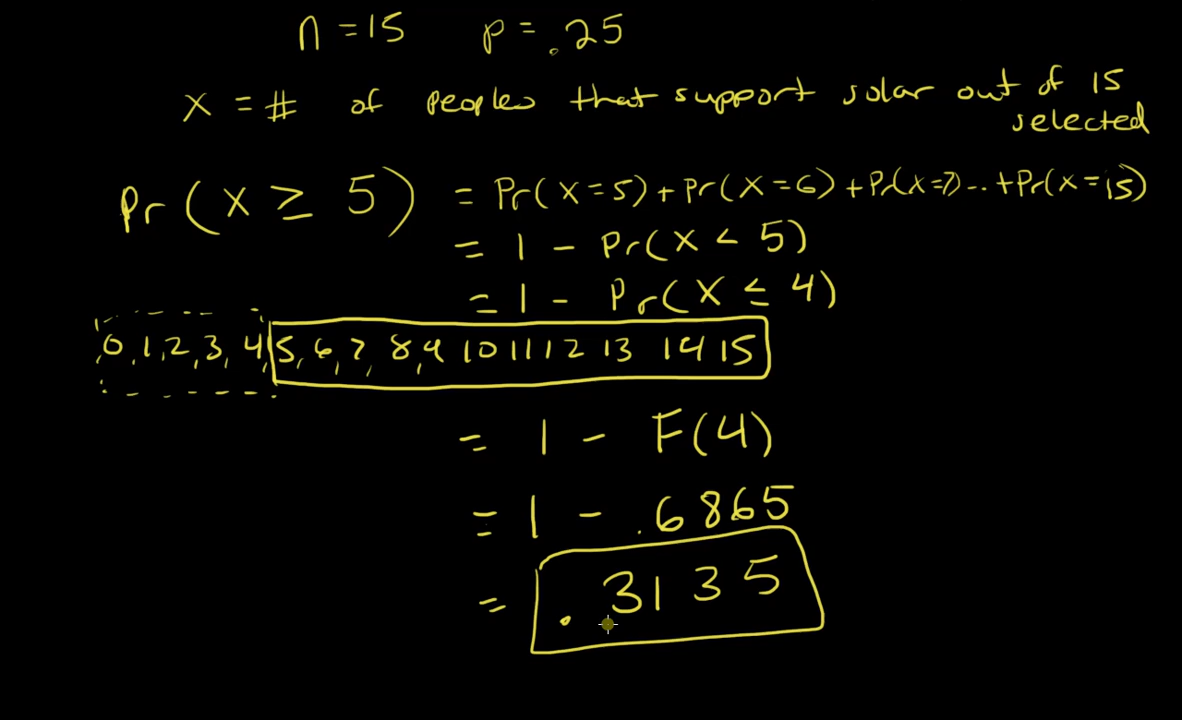 n = 15 p = .25
x = # of peoples that support solar out of 15
selected
Pr(x ≥ 5) = Pr(x=5) + Pr(x=6) + Pr(x=7) ... + Pr(x=15)
= 1 - Pr(x < 5)
= 1 - Pr(x ≤ 4)
,0,1,2,3,4,5,6,7,8,9 10 11 12 13 14 15
= 1 - F(4)
= 1 - .6865
= .3135